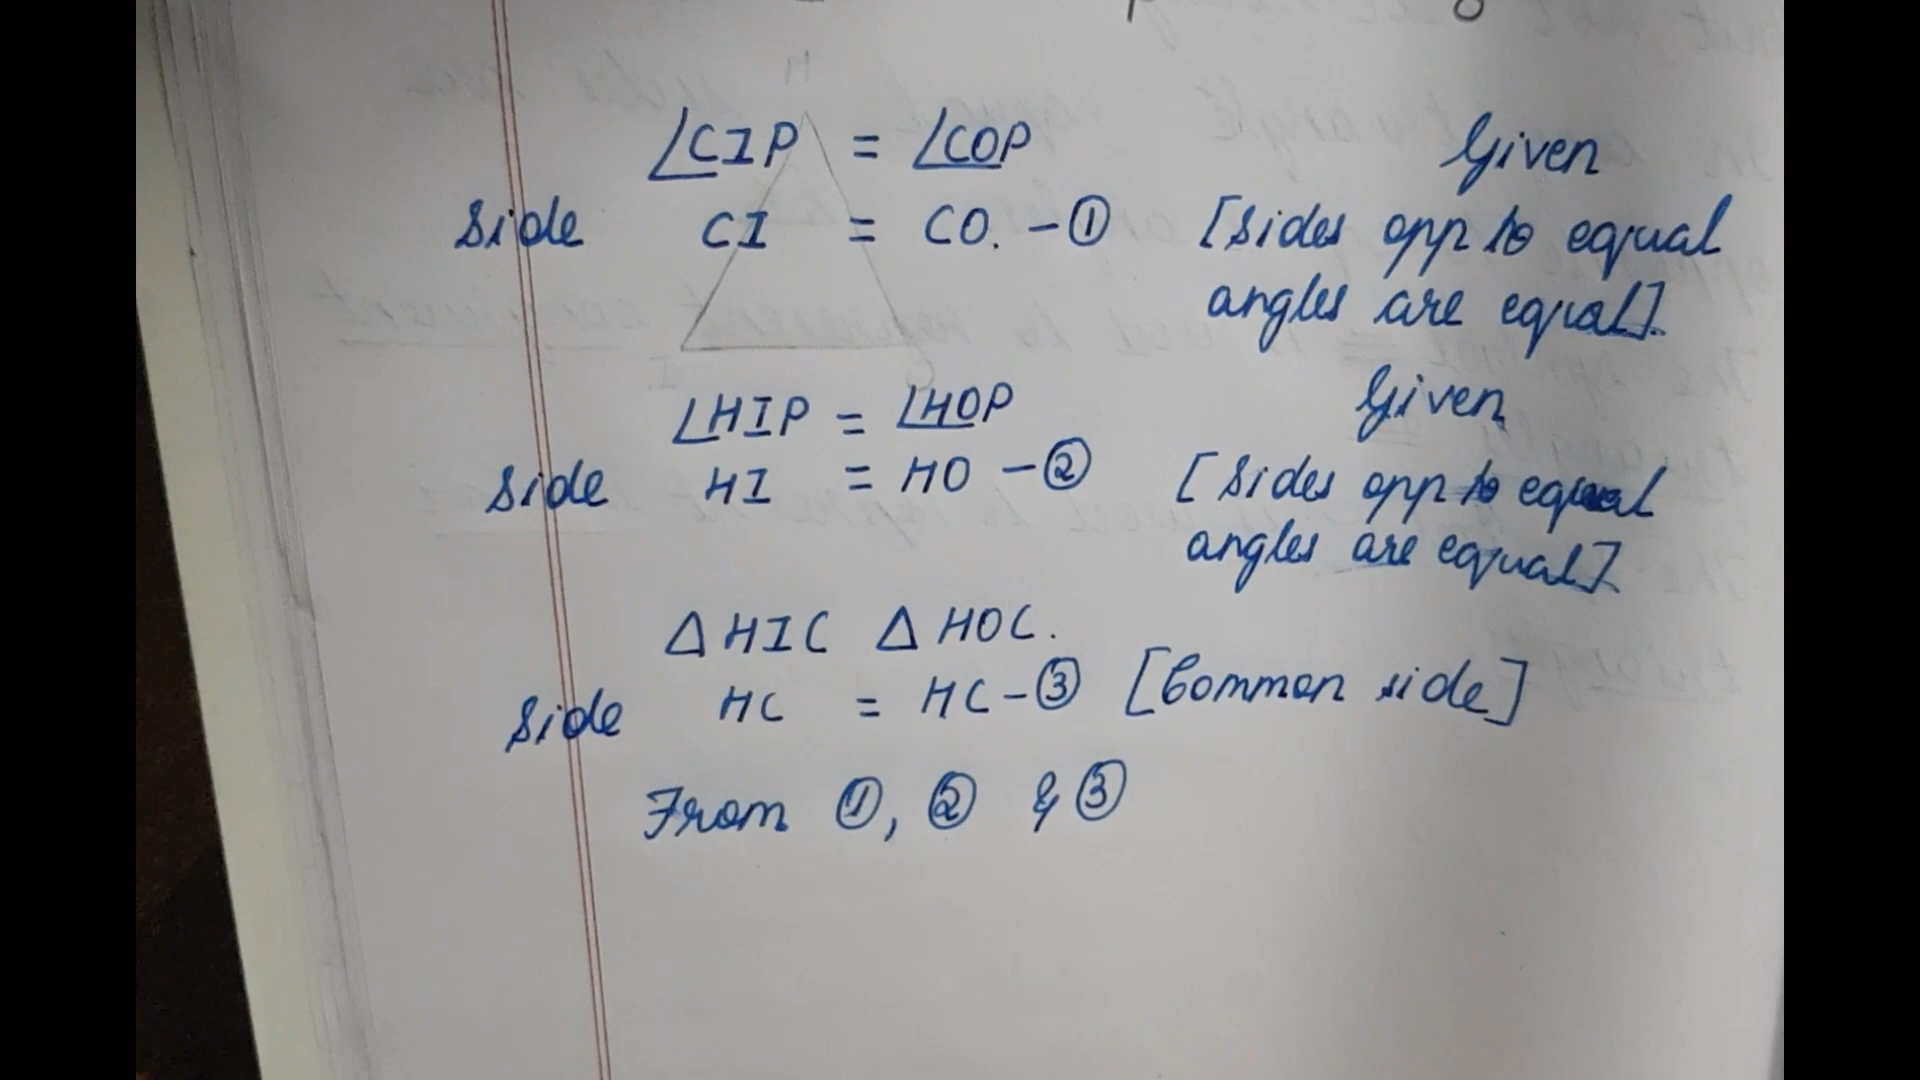 ∠CIP = ∠COP Given
Side CI = CO. - ① [Sides opp to equal
angles are equal].
∠HIP = ∠HOP Given
Side HI = HO - ② [Sides opp to equal
angles are equal].
Δ HIC Δ HOC.
Side HC = HC - ③ [Common side]
From ①, ② & ③